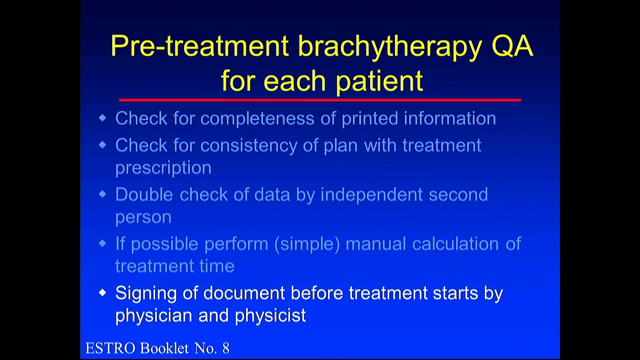 Pre-treatment brachytherapy QA
for each patient
Check for completeness of printed information
Check for consistency of plan with treatment
prescription
Double check of data by independent second
person
If possible perform (simple) manual calculation of
treatment time
Signing of document before treatment starts by
physician and physicist
ESTRO Booklet No. 8